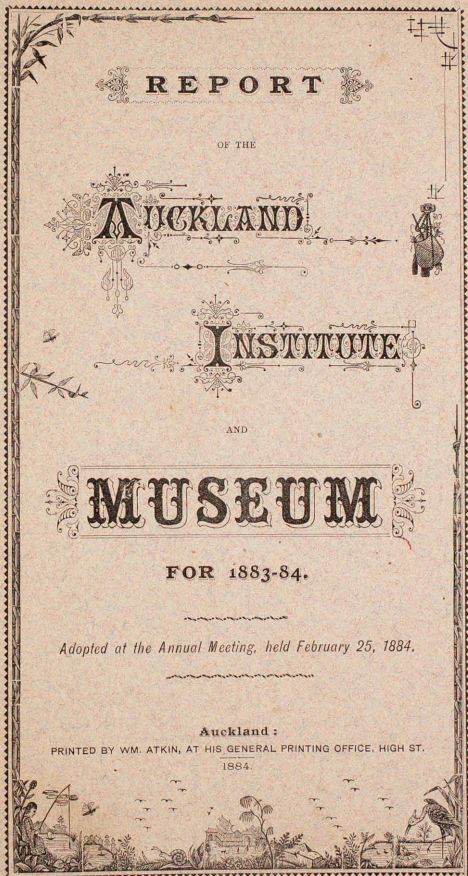 REPORT
OF THE
AUCKLAND
INSTITUTE
AND
MUSEUM
FOR 1883-84.
Adopted at the Annual Meeting, held February 25, 1884.
Auckland :
PRINTED BY WM. ATKIN, AT HIS GENERAL PRINTING OFFICE, HIGH ST.
1884.